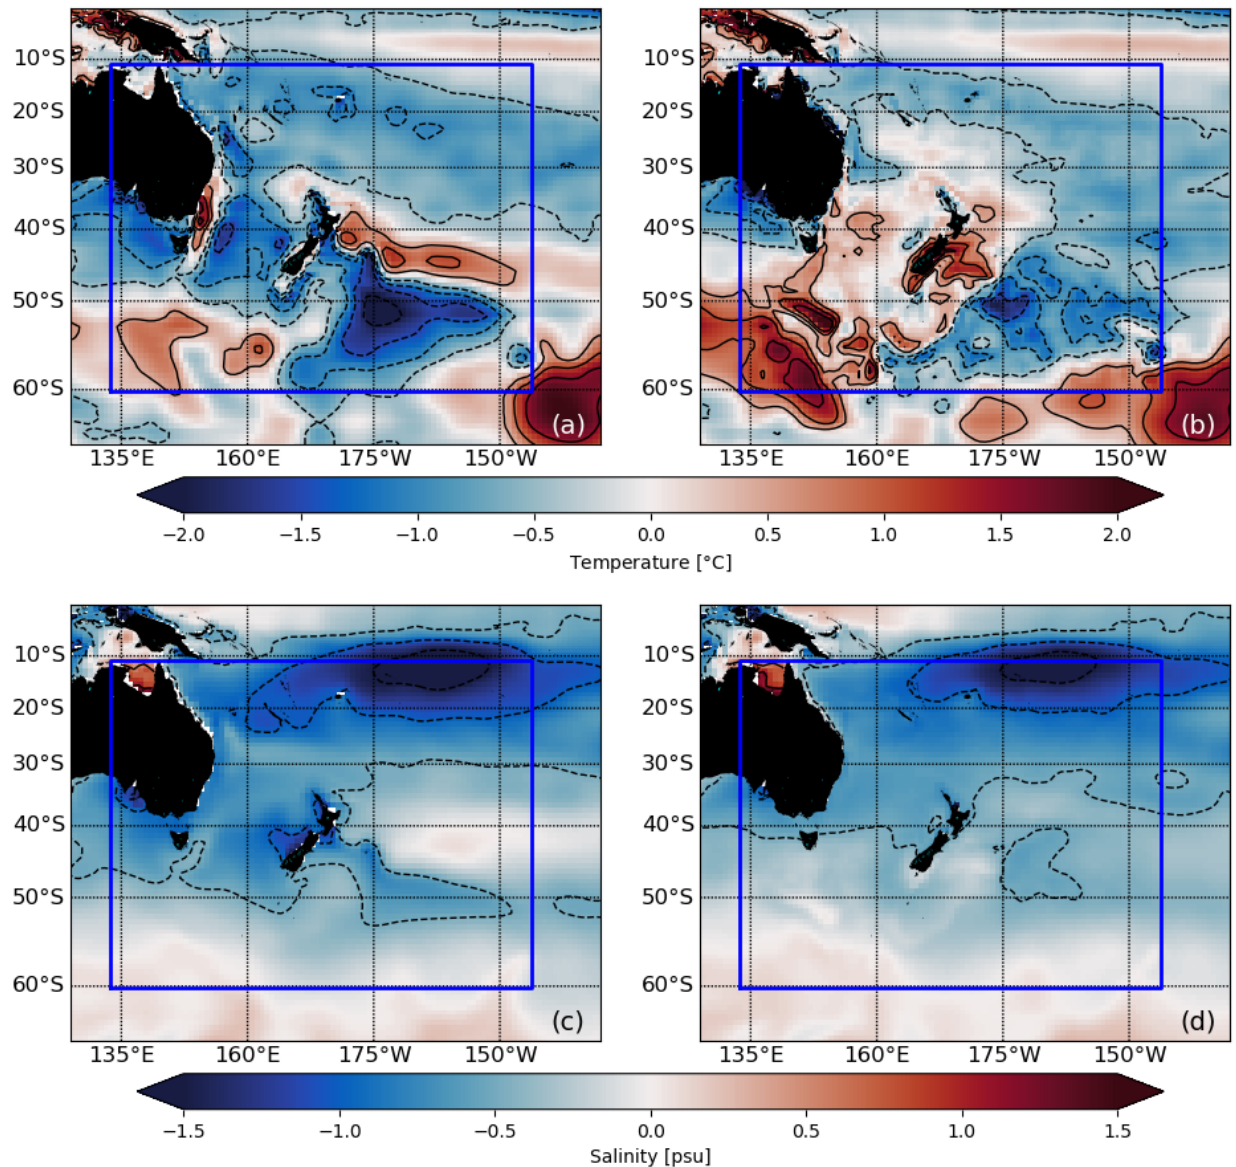 10°S
20°S
30°S
40°S
50°S
60°S
(a)
135°E 160°E 175°W 150°W
10°S
20°S
30°S
40°S
50°S
60°S
(b)
135°E 160°E 175°W 150°W
−2.0 −1.5 −1.0 −0.5 0.0 0.5 1.0 1.5 2.0
Temperature [°C]
10°S
20°S
30°S
40°S
50°S
60°S
(c)
135°E 160°E 175°W 150°W
10°S
20°S
30°S
40°S
50°S
60°S
(d)
135°E 160°E 175°W 150°W
−1.5 −1.0 −0.5 0.0 0.5 1.0 1.5
Salinity [psu]